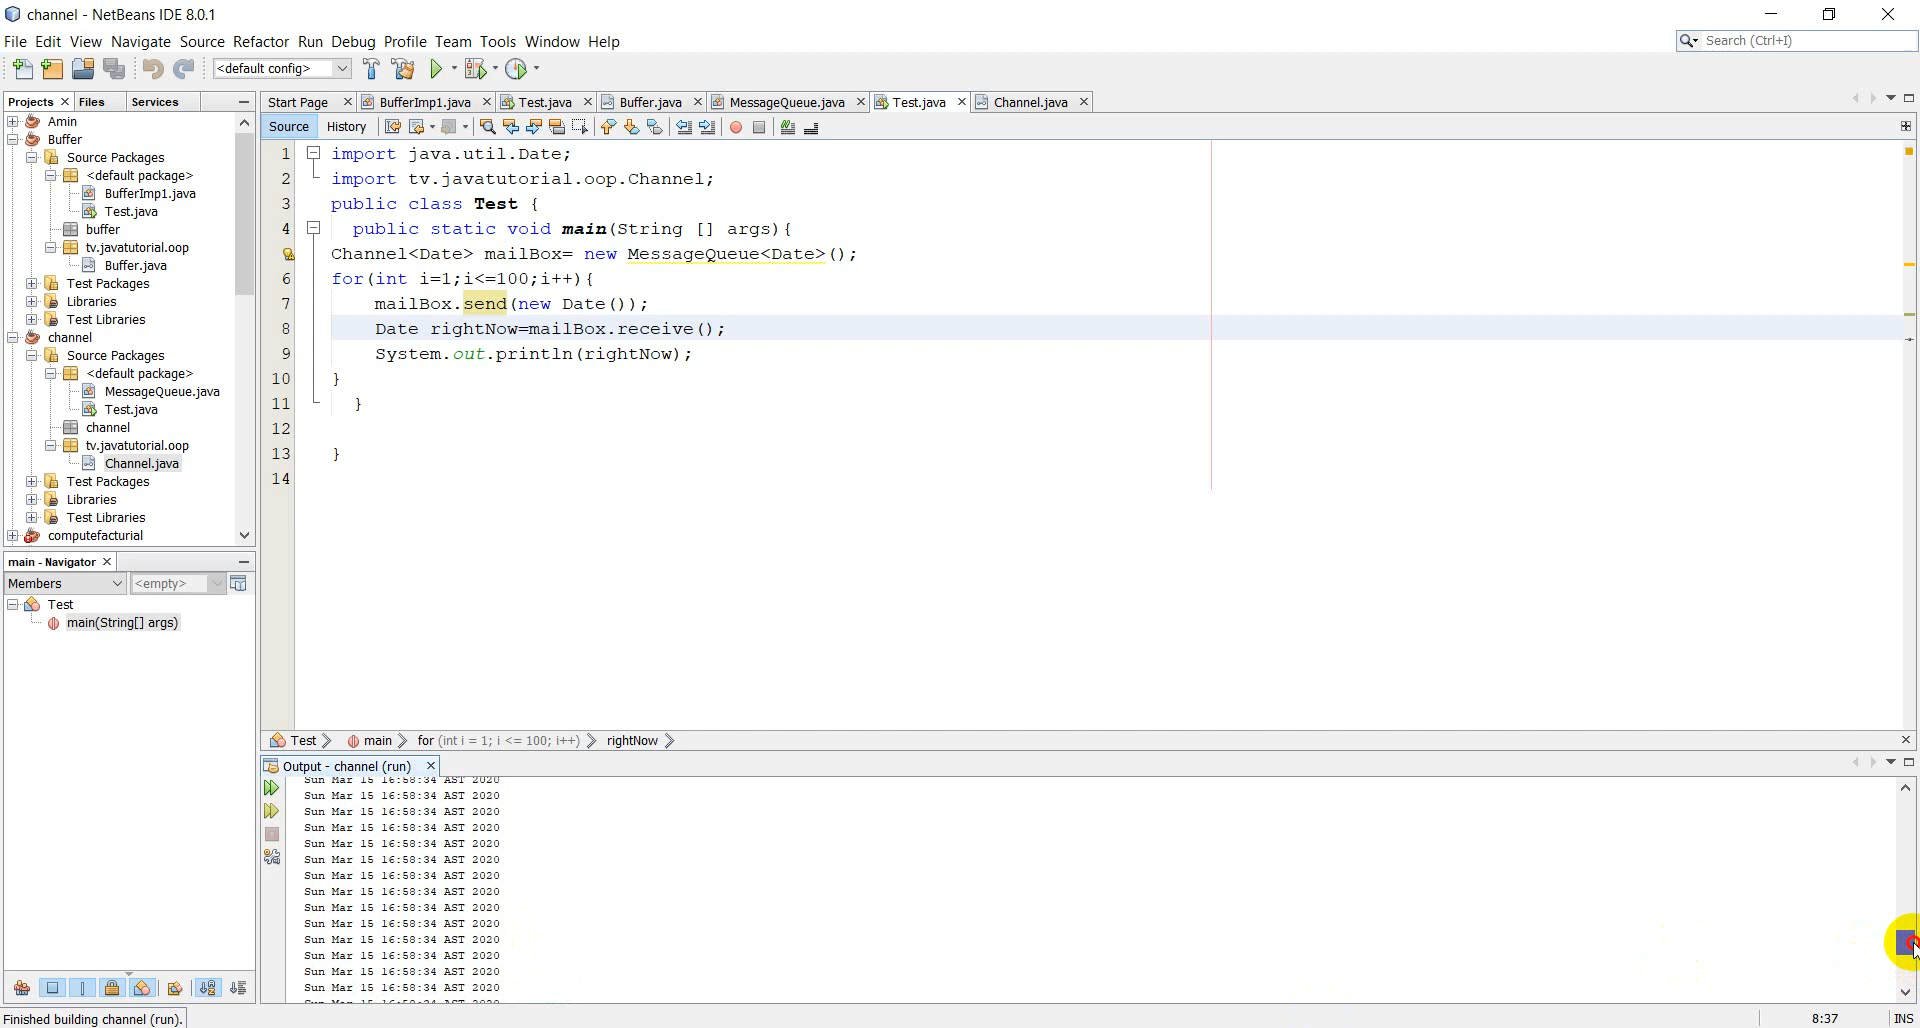 channel - NetBeans IDE 8.0.1
File Edit View Navigate Source Refactor Run Debug Profile Team Tools Window Help
Search (Ctrl+I)
<default config>
Projects Files Services
Start Page BufferImp1.java Test.java Buffer.java MessageQueue.java Test.java Channel.java
Source History
Amin
Buffer
Source Packages
<default package>
BufferImp1.java
Test.java
buffer
tv.javatutorial.oop
Buffer.java
Test Packages
Libraries
Test Libraries
channel
Source Packages
<default package>
MessageQueue.java
Test.java
channel
tv.javatutorial.oop
Channel.java
Test Packages
Libraries
Test Libraries
computefacturial
1 import java.util.Date;
2 import tv.javatutorial.oop.Channel;
3 public class Test {
4 public static void main(String [] args){
Channel<Date> mailBox= new MessageQueue<Date>();
6 for(int i=1;i<=100;i++){
7 mailBox.send(new Date());
8 Date rightNow=mailBox.receive();
9 System.out.println(rightNow);
10 }
11 }
12
13 }
14
main - Navigator
Members <empty>
Test
main(String[] args)
Test main for (int i = 1; i <= 100; i++) rightNow
Output - channel (run)
Sun Mar 15 16:58:34 AST 2020
Sun Mar 15 16:58:34 AST 2020
Sun Mar 15 16:58:34 AST 2020
Sun Mar 15 16:58:34 AST 2020
Sun Mar 15 16:58:34 AST 2020
Sun Mar 15 16:58:34 AST 2020
Sun Mar 15 16:58:34 AST 2020
Sun Mar 15 16:58:34 AST 2020
Sun Mar 15 16:58:34 AST 2020
Sun Mar 15 16:58:34 AST 2020
Sun Mar 15 16:58:34 AST 2020
Sun Mar 15 16:58:34 AST 2020
Sun Mar 15 16:58:34 AST 2020
Sun Mar 15 16:58:34 AST 2020
Finished building channel (run).
8:37 INS